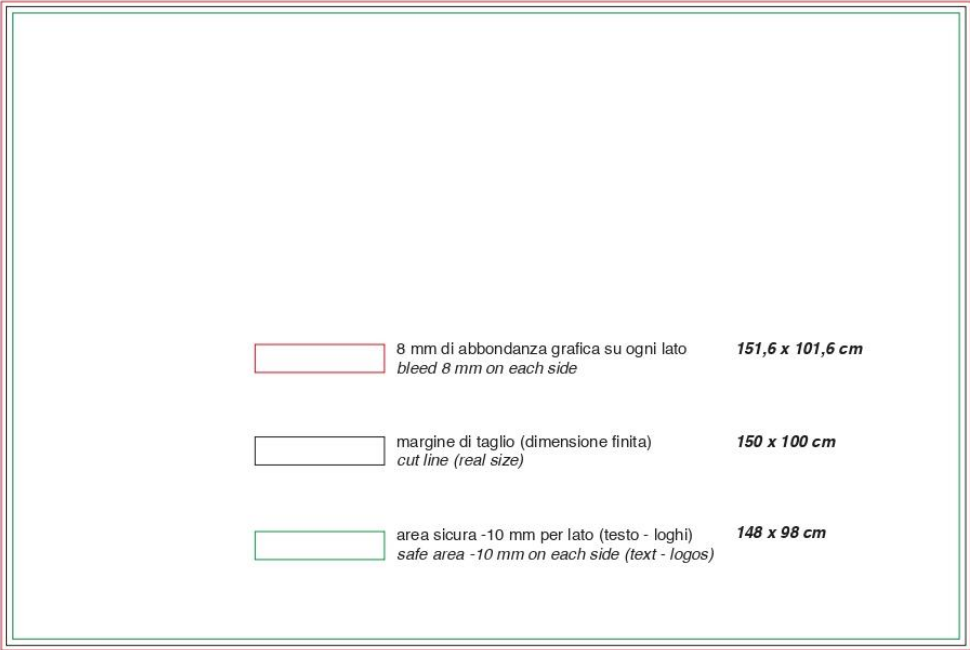 8 mm di abbondanza grafica su ogni lato
151,6 x 101,6 cm
bleed 8 mm on each side
margine di taglio (dimensione finita)
150 x 100 cm
cut line (real size)
area sicura -10 mm per lato (testo - loghi)
148 x 98 cm
safe area -10 mm on each side (text - logos)